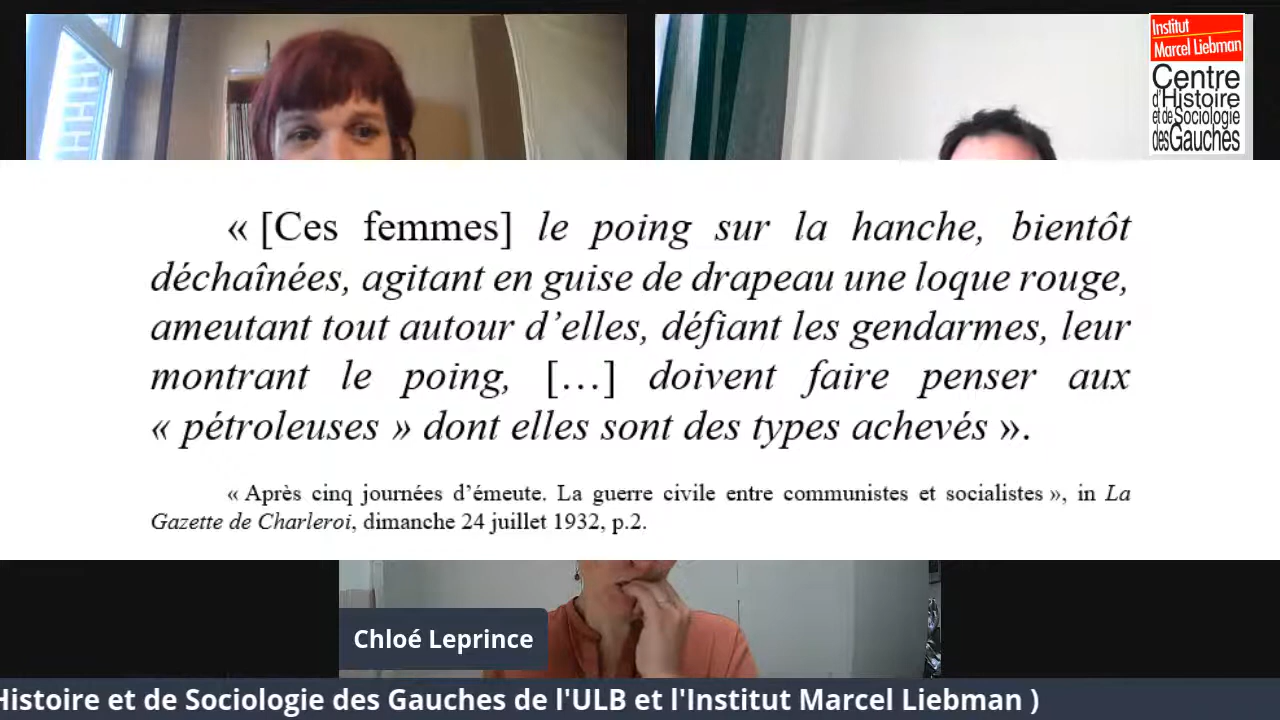 Institut
Marcel Liebman
Centre
d'Histoire
et de Sociologie
des Gauches
« [Ces femmes] le poing sur la hanche, bientôt
déchaînées, agitant en guise de drapeau une loque rouge,
ameutant tout autour d’elles, défiant les gendarmes, leur
montrant le poing, […] doivent faire penser aux
« pétroleuses » dont elles sont des types achevés ».
« Après cinq journées d’émeute. La guerre civile entre communistes et socialistes », in La
Gazette de Charleroi, dimanche 24 juillet 1932, p.2.
Chloé Leprince
Histoire et de Sociologie des Gauches de l'ULB et l'Institut Marcel Liebman )